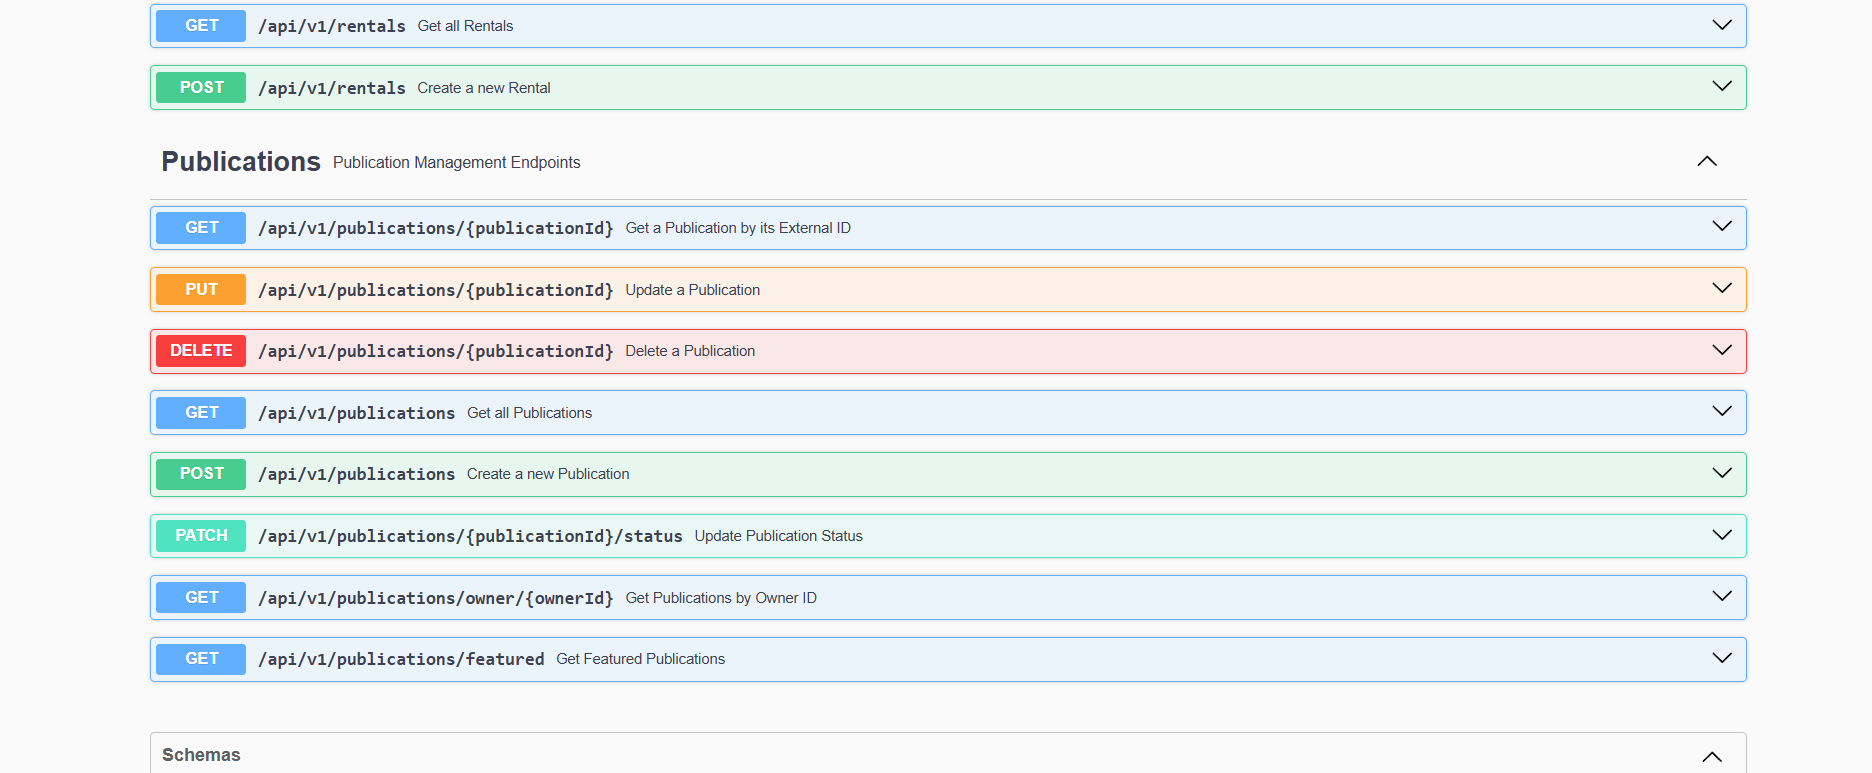 GET /api/v1/rentals Get all Rentals
POST /api/v1/rentals Create a new Rental
Publications Publication Management Endpoints
GET /api/v1/publications/{publicationId} Get a Publication by its External ID
PUT /api/v1/publications/{publicationId} Update a Publication
DELETE /api/v1/publications/{publicationId} Delete a Publication
GET /api/v1/publications Get all Publications
POST /api/v1/publications Create a new Publication
PATCH /api/v1/publications/{publicationId}/status Update Publication Status
GET /api/v1/publications/owner/{ownerId} Get Publications by Owner ID
GET /api/v1/publications/featured Get Featured Publications
Schemas